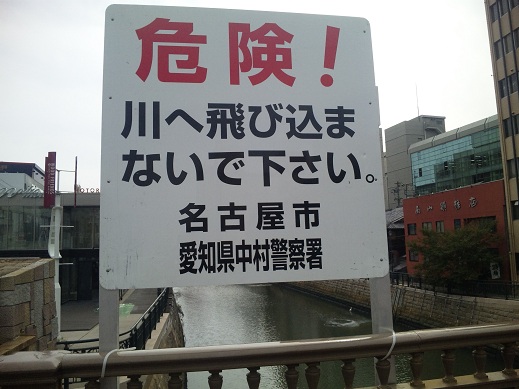 危険！
川へ飛び込ま
ないで下さい。
名古屋市
愛知県中村警察署